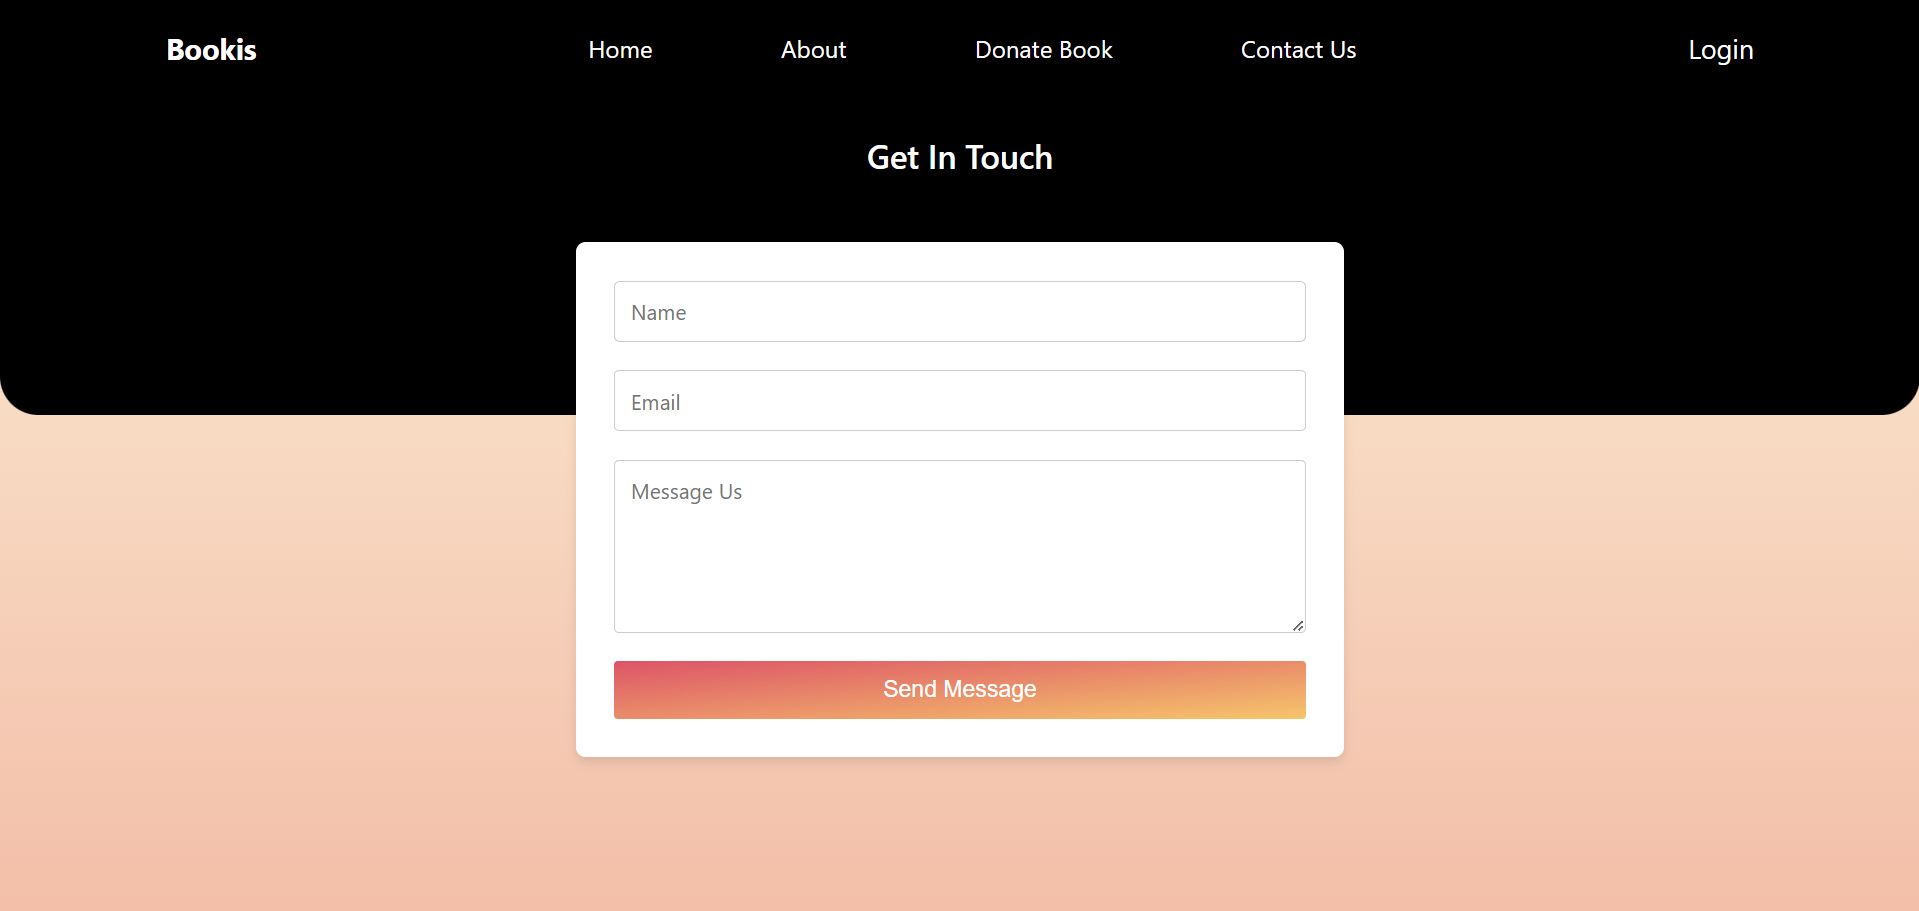 Bookis Home About Donate Book Contact Us Login
Get In Touch
Name
Email
Message Us
Send Message